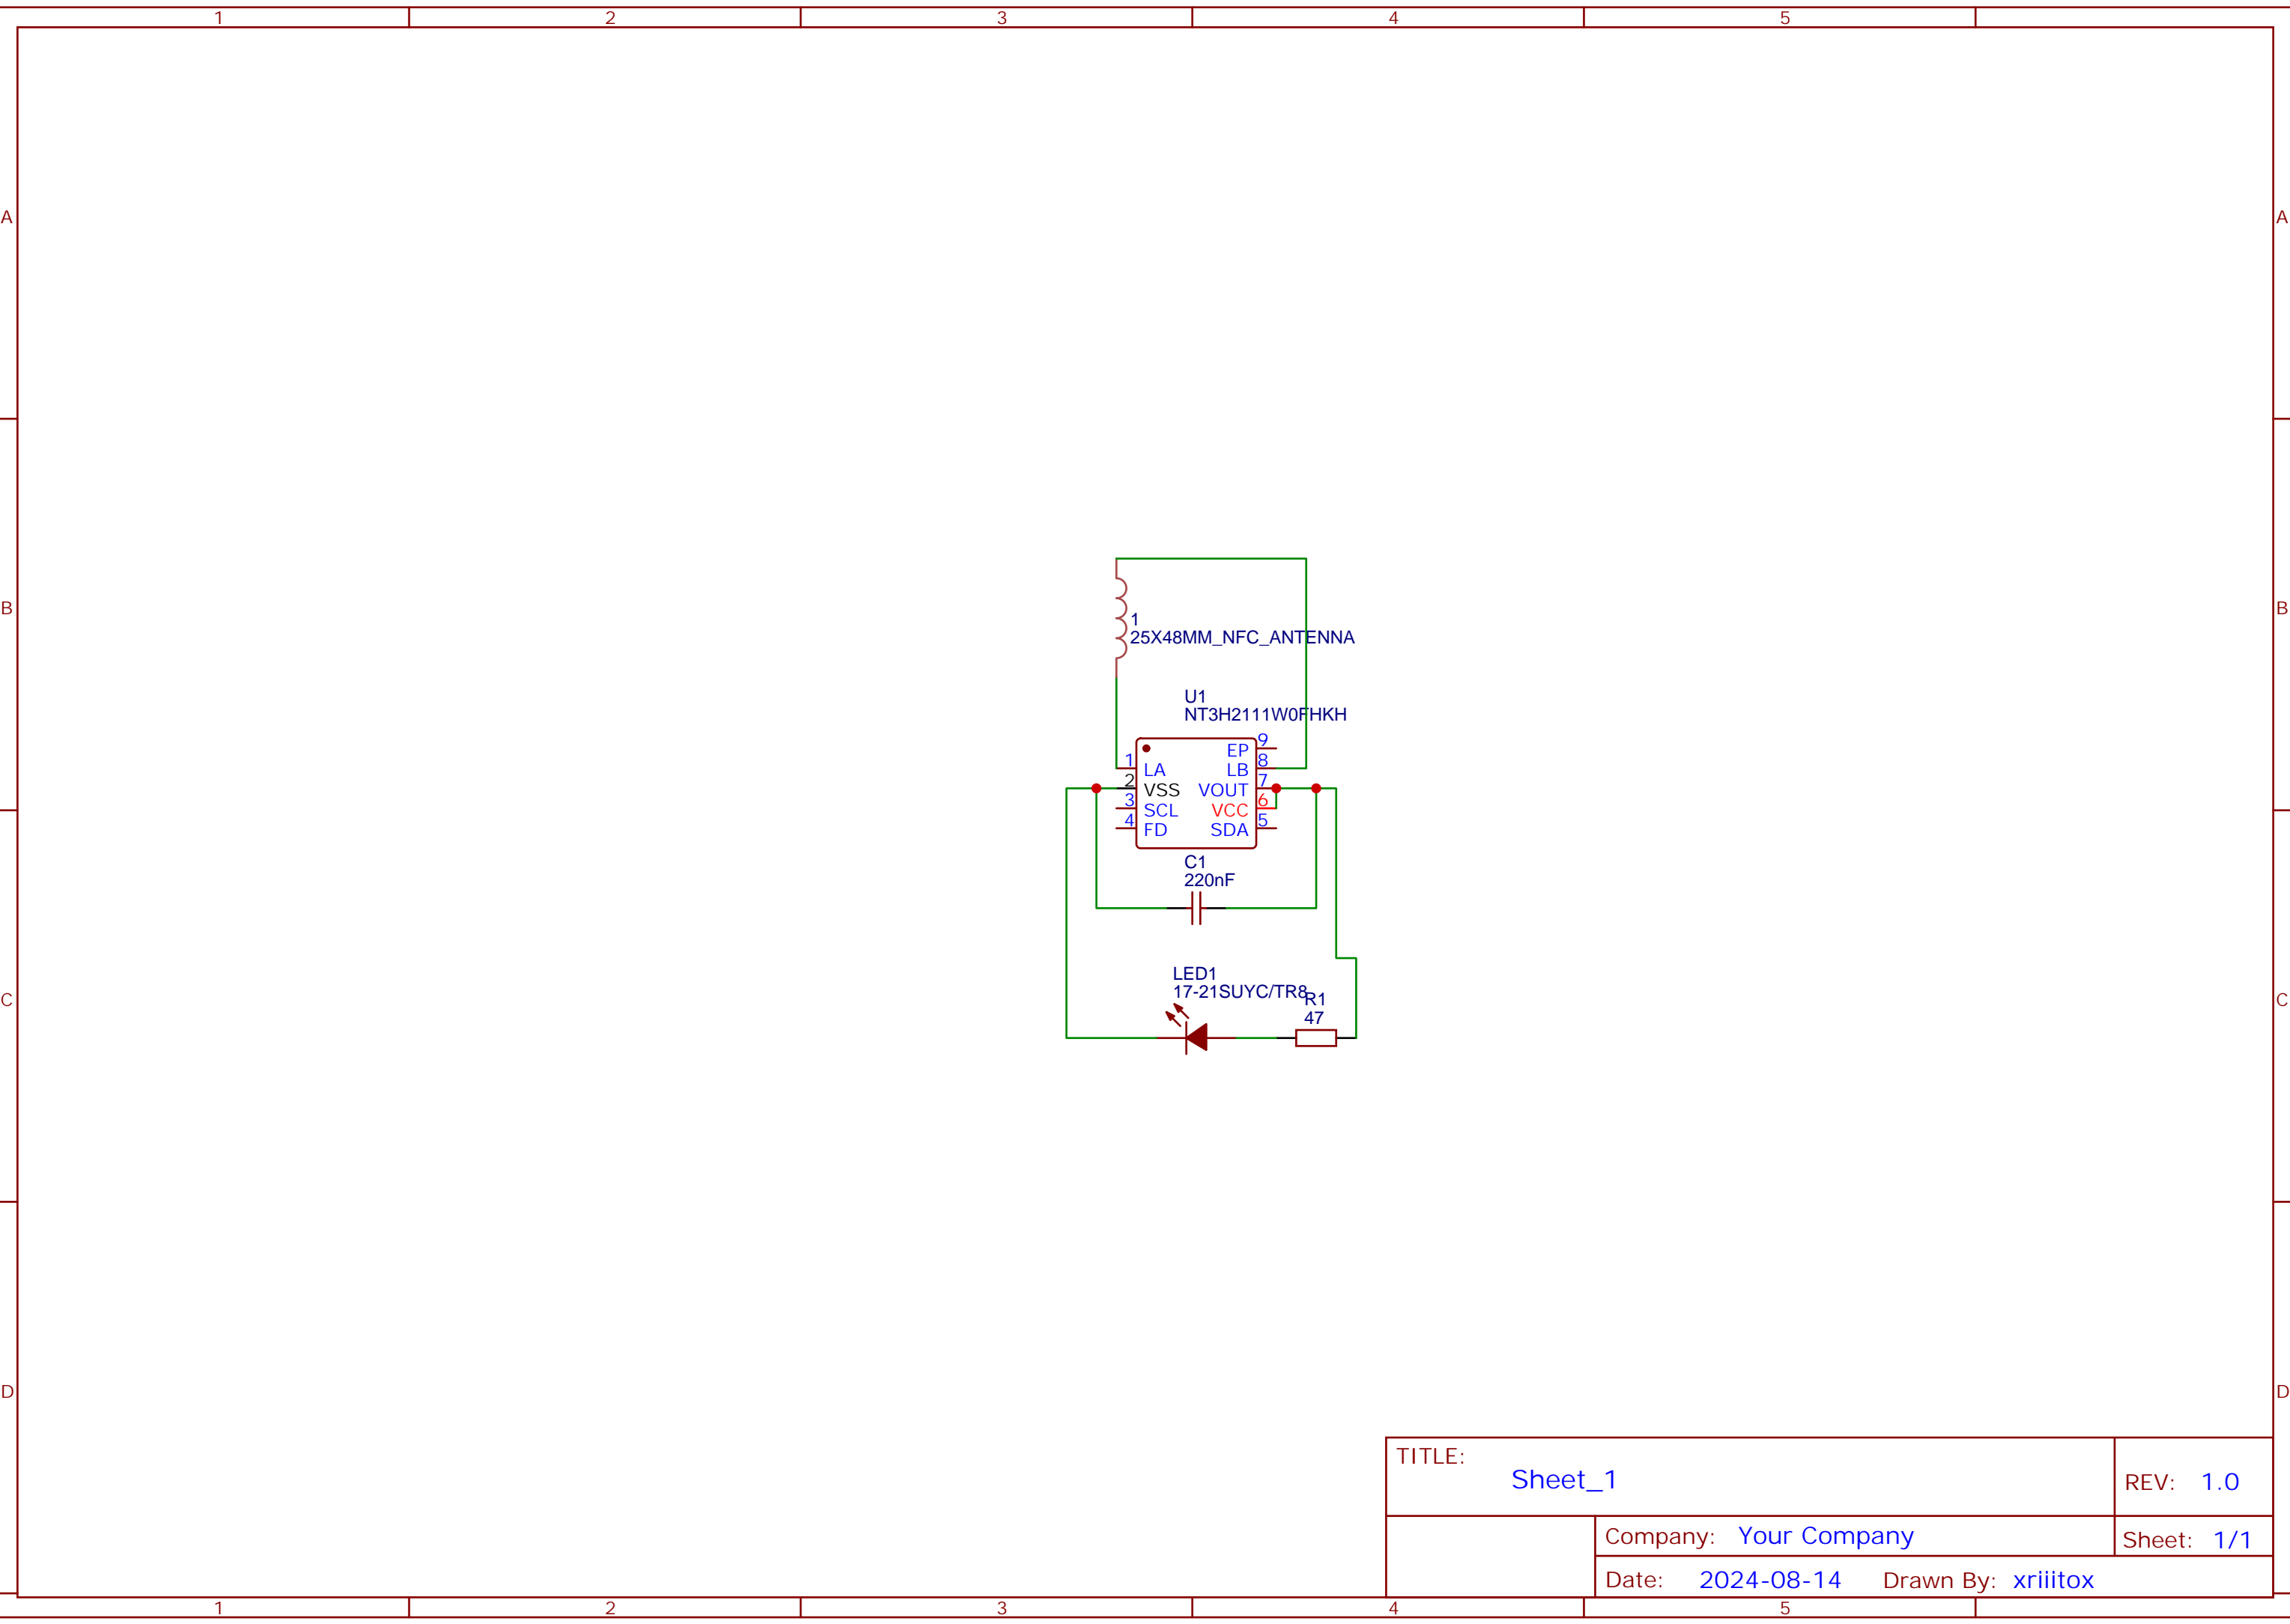 1 2 3 4 5
A A
B B
1
25X48MM_NFC_ANTENNA
U1
NT3H2111W0FHKH
EP 9
1 LA LB 8
2 VSS VOUT 7
3 SCL VCC 6
4 FD SDA 5
C1
220nF
LED1
17-21SUYC/TR8
R1
47
C C
D D
TITLE:
Sheet_1
REV: 1.0
Company: Your Company
Sheet: 1/1
Date: 2024-08-14 Drawn By: xriiitox
1 2 3 4 5